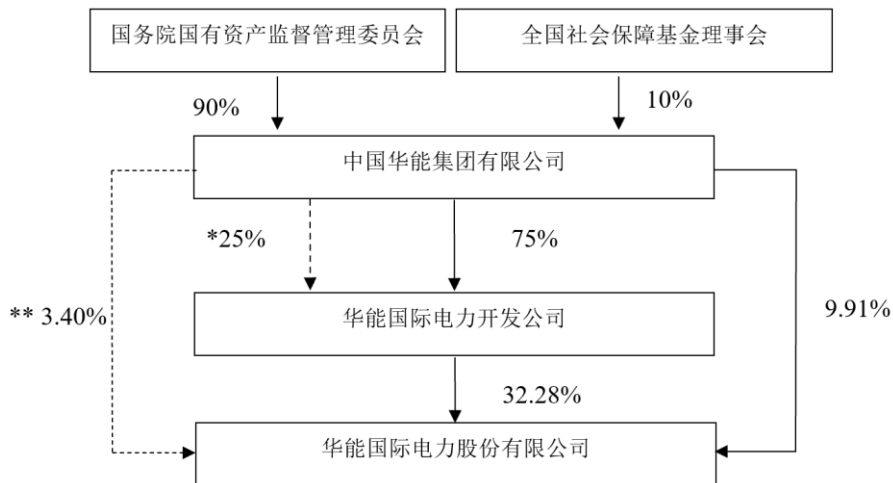 国务院国有资产监督管理委员会
全国社会保障基金理事会
90%
10%
中国华能集团有限公司
*25%
75%
** 3.40%
9.91%
华能国际电力开发公司
32.28%
华能国际电力股份有限公司